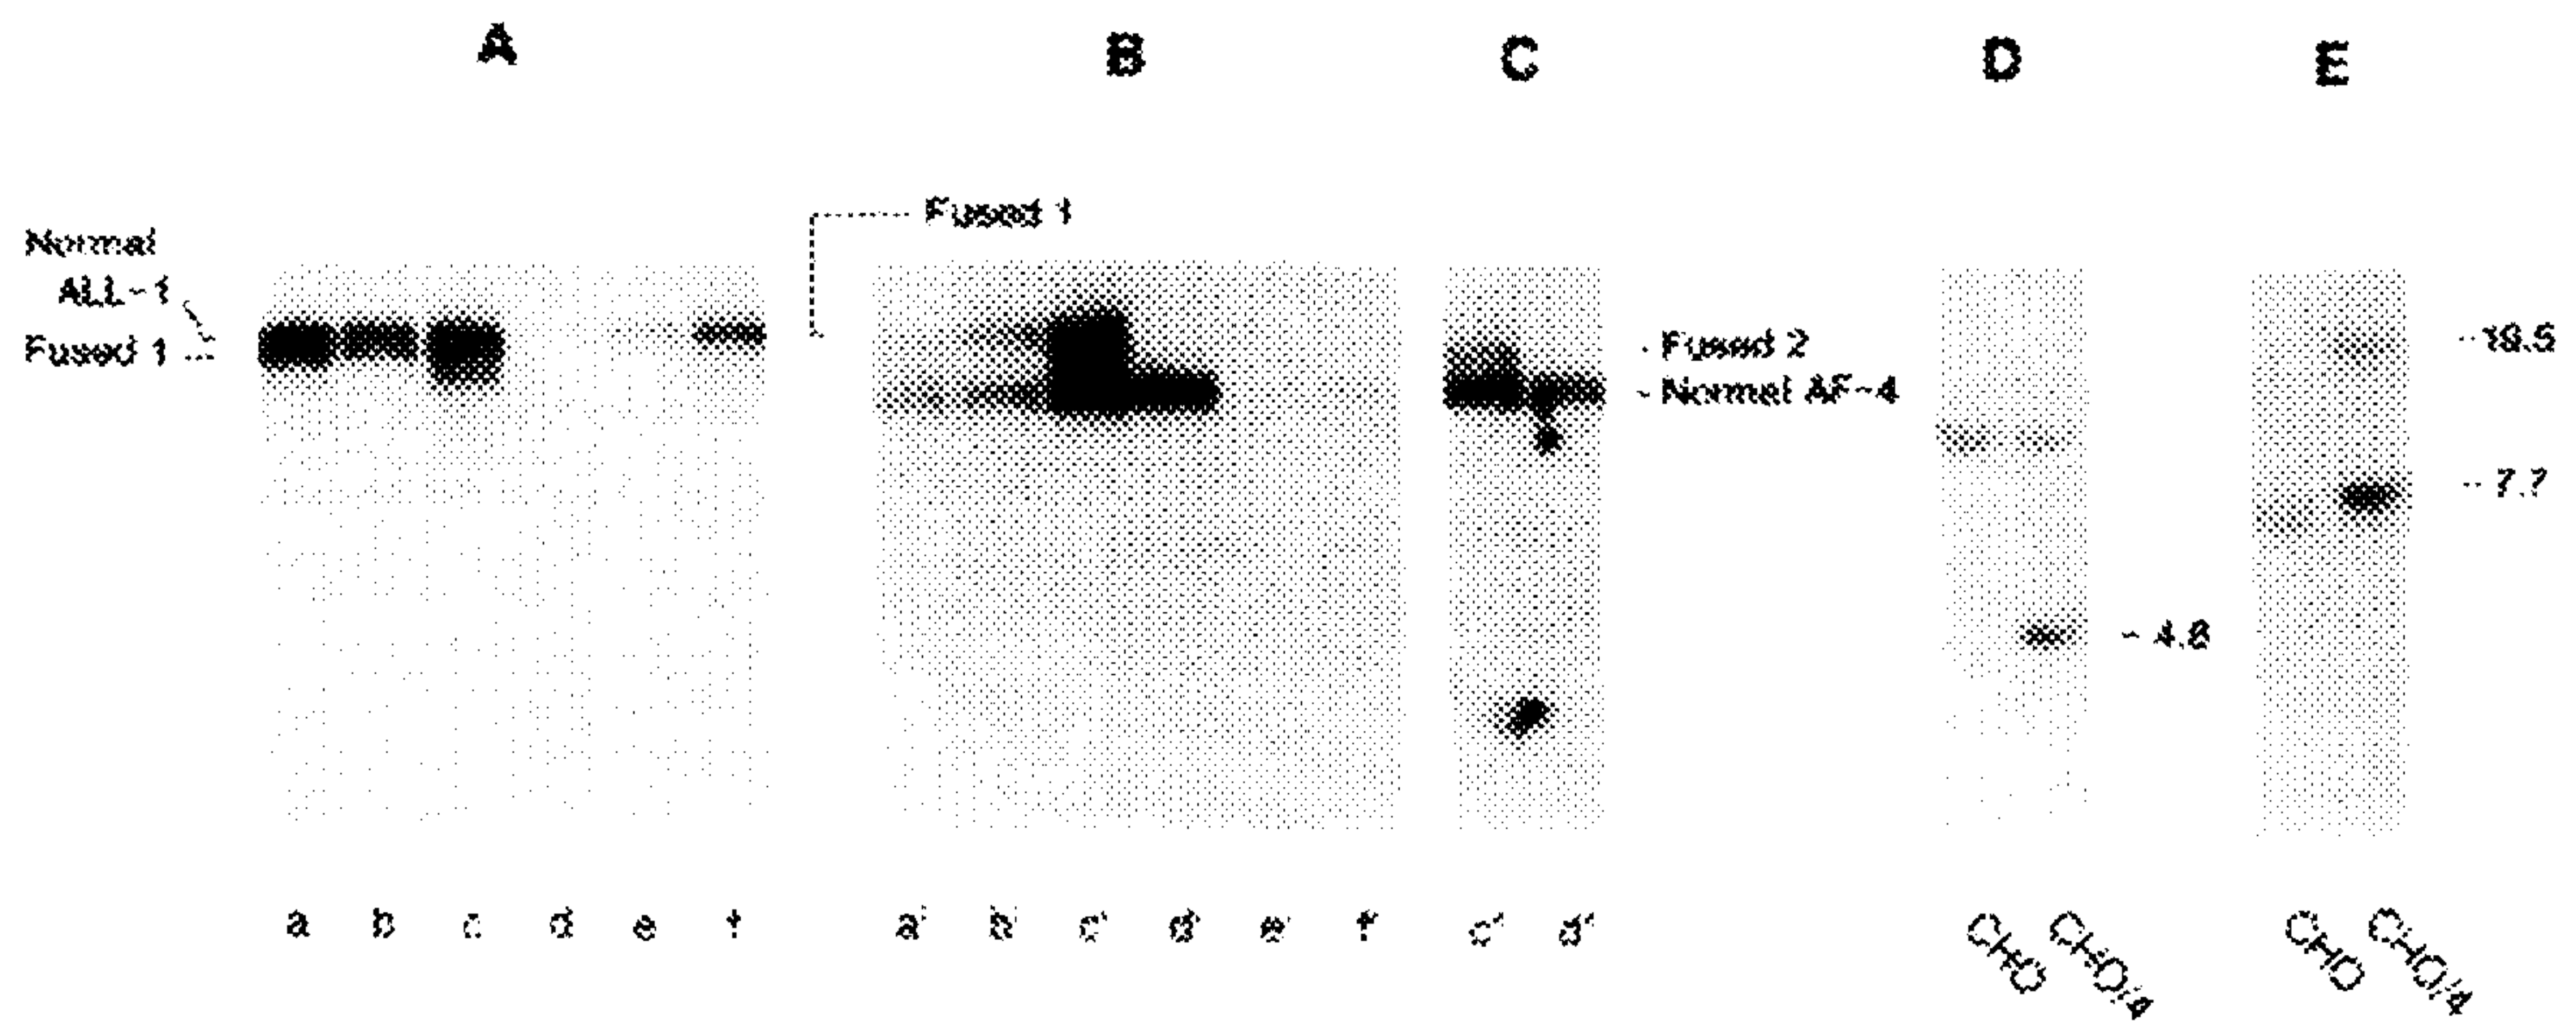 A B C D E
Fused 1
Normal
ALL-1
Fused 1
Fused 2
Normal AF-4
7.7
4.8
a b c d e f
c' d'
CHO CHO/4
CHO CHO/4